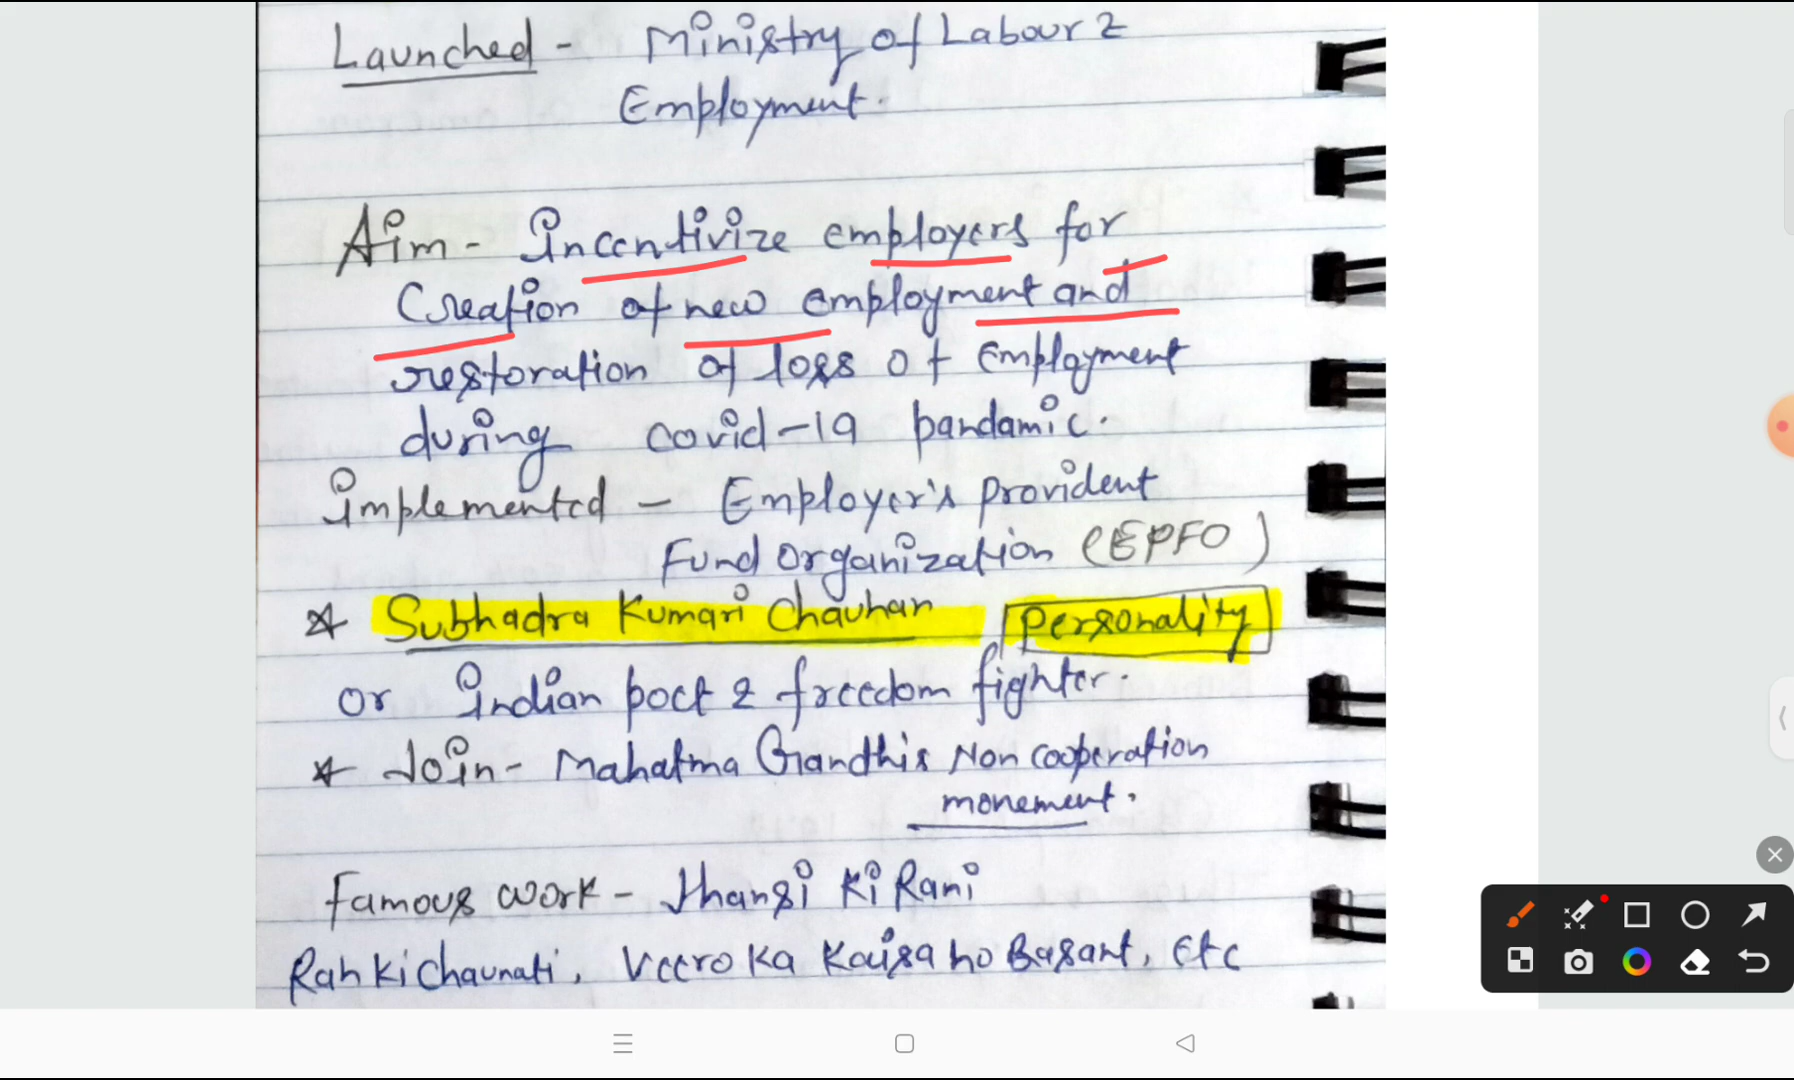 Launched - Ministry of Labour &
Employment.
Aim - Incentivize employers for
Creation of new employment and
restoration of loss of Employment
during covid-19 pandamic.
Implemented - Employer's Provident
Fund Organization (EPFO)
Subhadra Kumari Chauhan Personality
or Indian poet & freedom fighter.
Join - Mahatma Gandhis Non Cooperation
monement.
Famous work - Jhansi Ki Rani
Rah ki Chaunati, Veero Ka Kaisa ho Basant, Etc